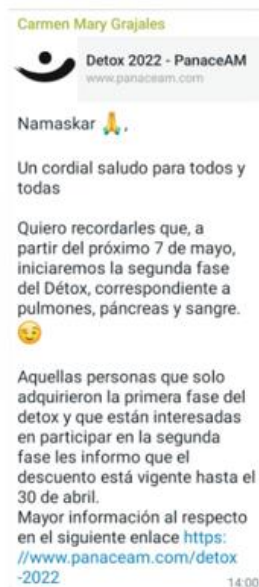 Carmen Mary Grajales
Detox 2022 - PanaceAM
www.panaceam.com
Namaskar 🙏,
Un cordial saludo para todos y
todas
Quiero recordarles que, a
partir del próximo 7 de mayo,
iniciaremos la segunda fase
del Détox, correspondiente a
pulmones, páncreas y sangre.
😉
Aquellas personas que solo
adquirieron la primera fase del
detox y que están interesadas
en participar en la segunda
fase les informo que el
descuento está vigente hasta el
30 de abril.
Mayor información al respecto
en el siguiente enlace https:
//www.panaceam.com/detox
-2022
14:00